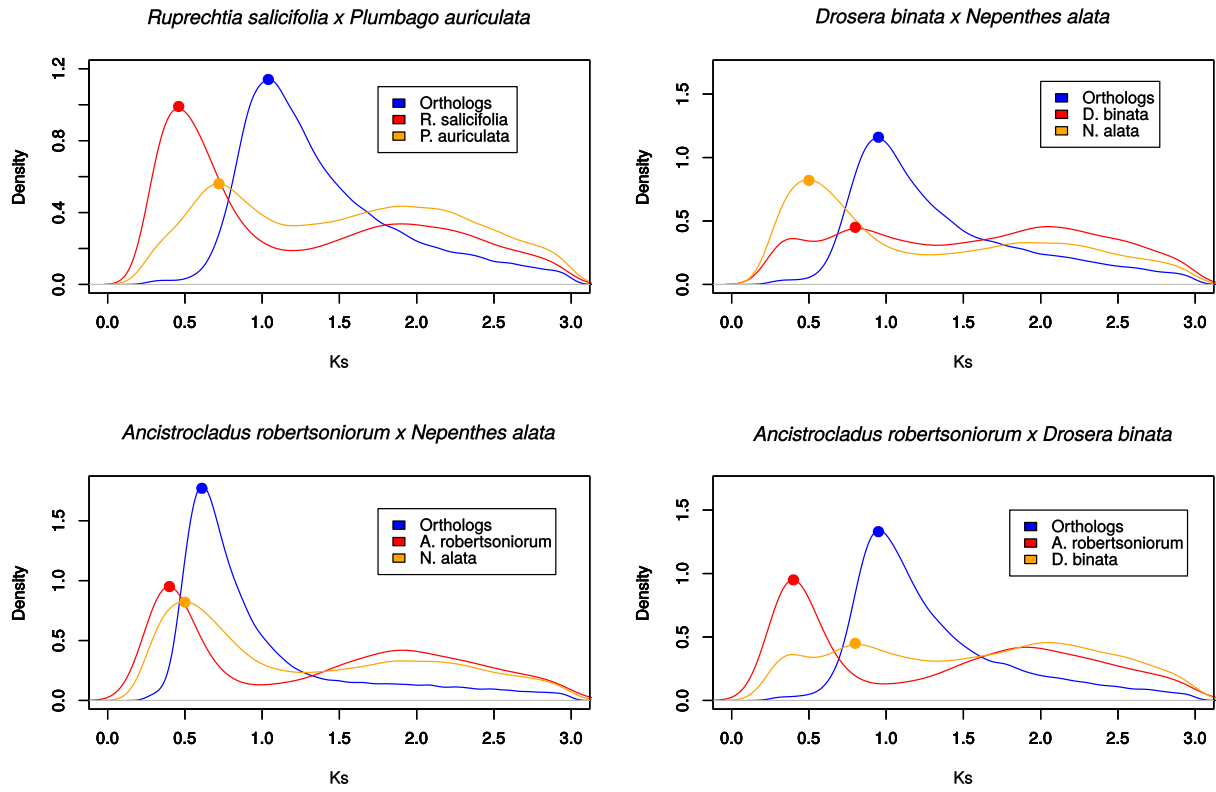 Ruprechtia salicifolia x Plumbago auriculata
Density
0.0
0.4
0.8
1.2
Orthologs
R. salicifolia
P. auriculata
0.0 0.5 1.0 1.5 2.0 2.5 3.0
Ks
Drosera binata x Nepenthes alata
Density
0.0
0.5
1.0
1.5
Orthologs
D. binata
N. alata
0.0 0.5 1.0 1.5 2.0 2.5 3.0
Ks
Ancistrocladus robertsoniorum x Nepenthes alata
Density
0.0
0.5
1.0
1.5
Orthologs
A. robertsoniorum
N. alata
0.0 0.5 1.0 1.5 2.0 2.5 3.0
Ks
Ancistrocladus robertsoniorum x Drosera binata
Density
0.0
0.5
1.0
1.5
Orthologs
A. robertsoniorum
D. binata
0.0 0.5 1.0 1.5 2.0 2.5 3.0
Ks